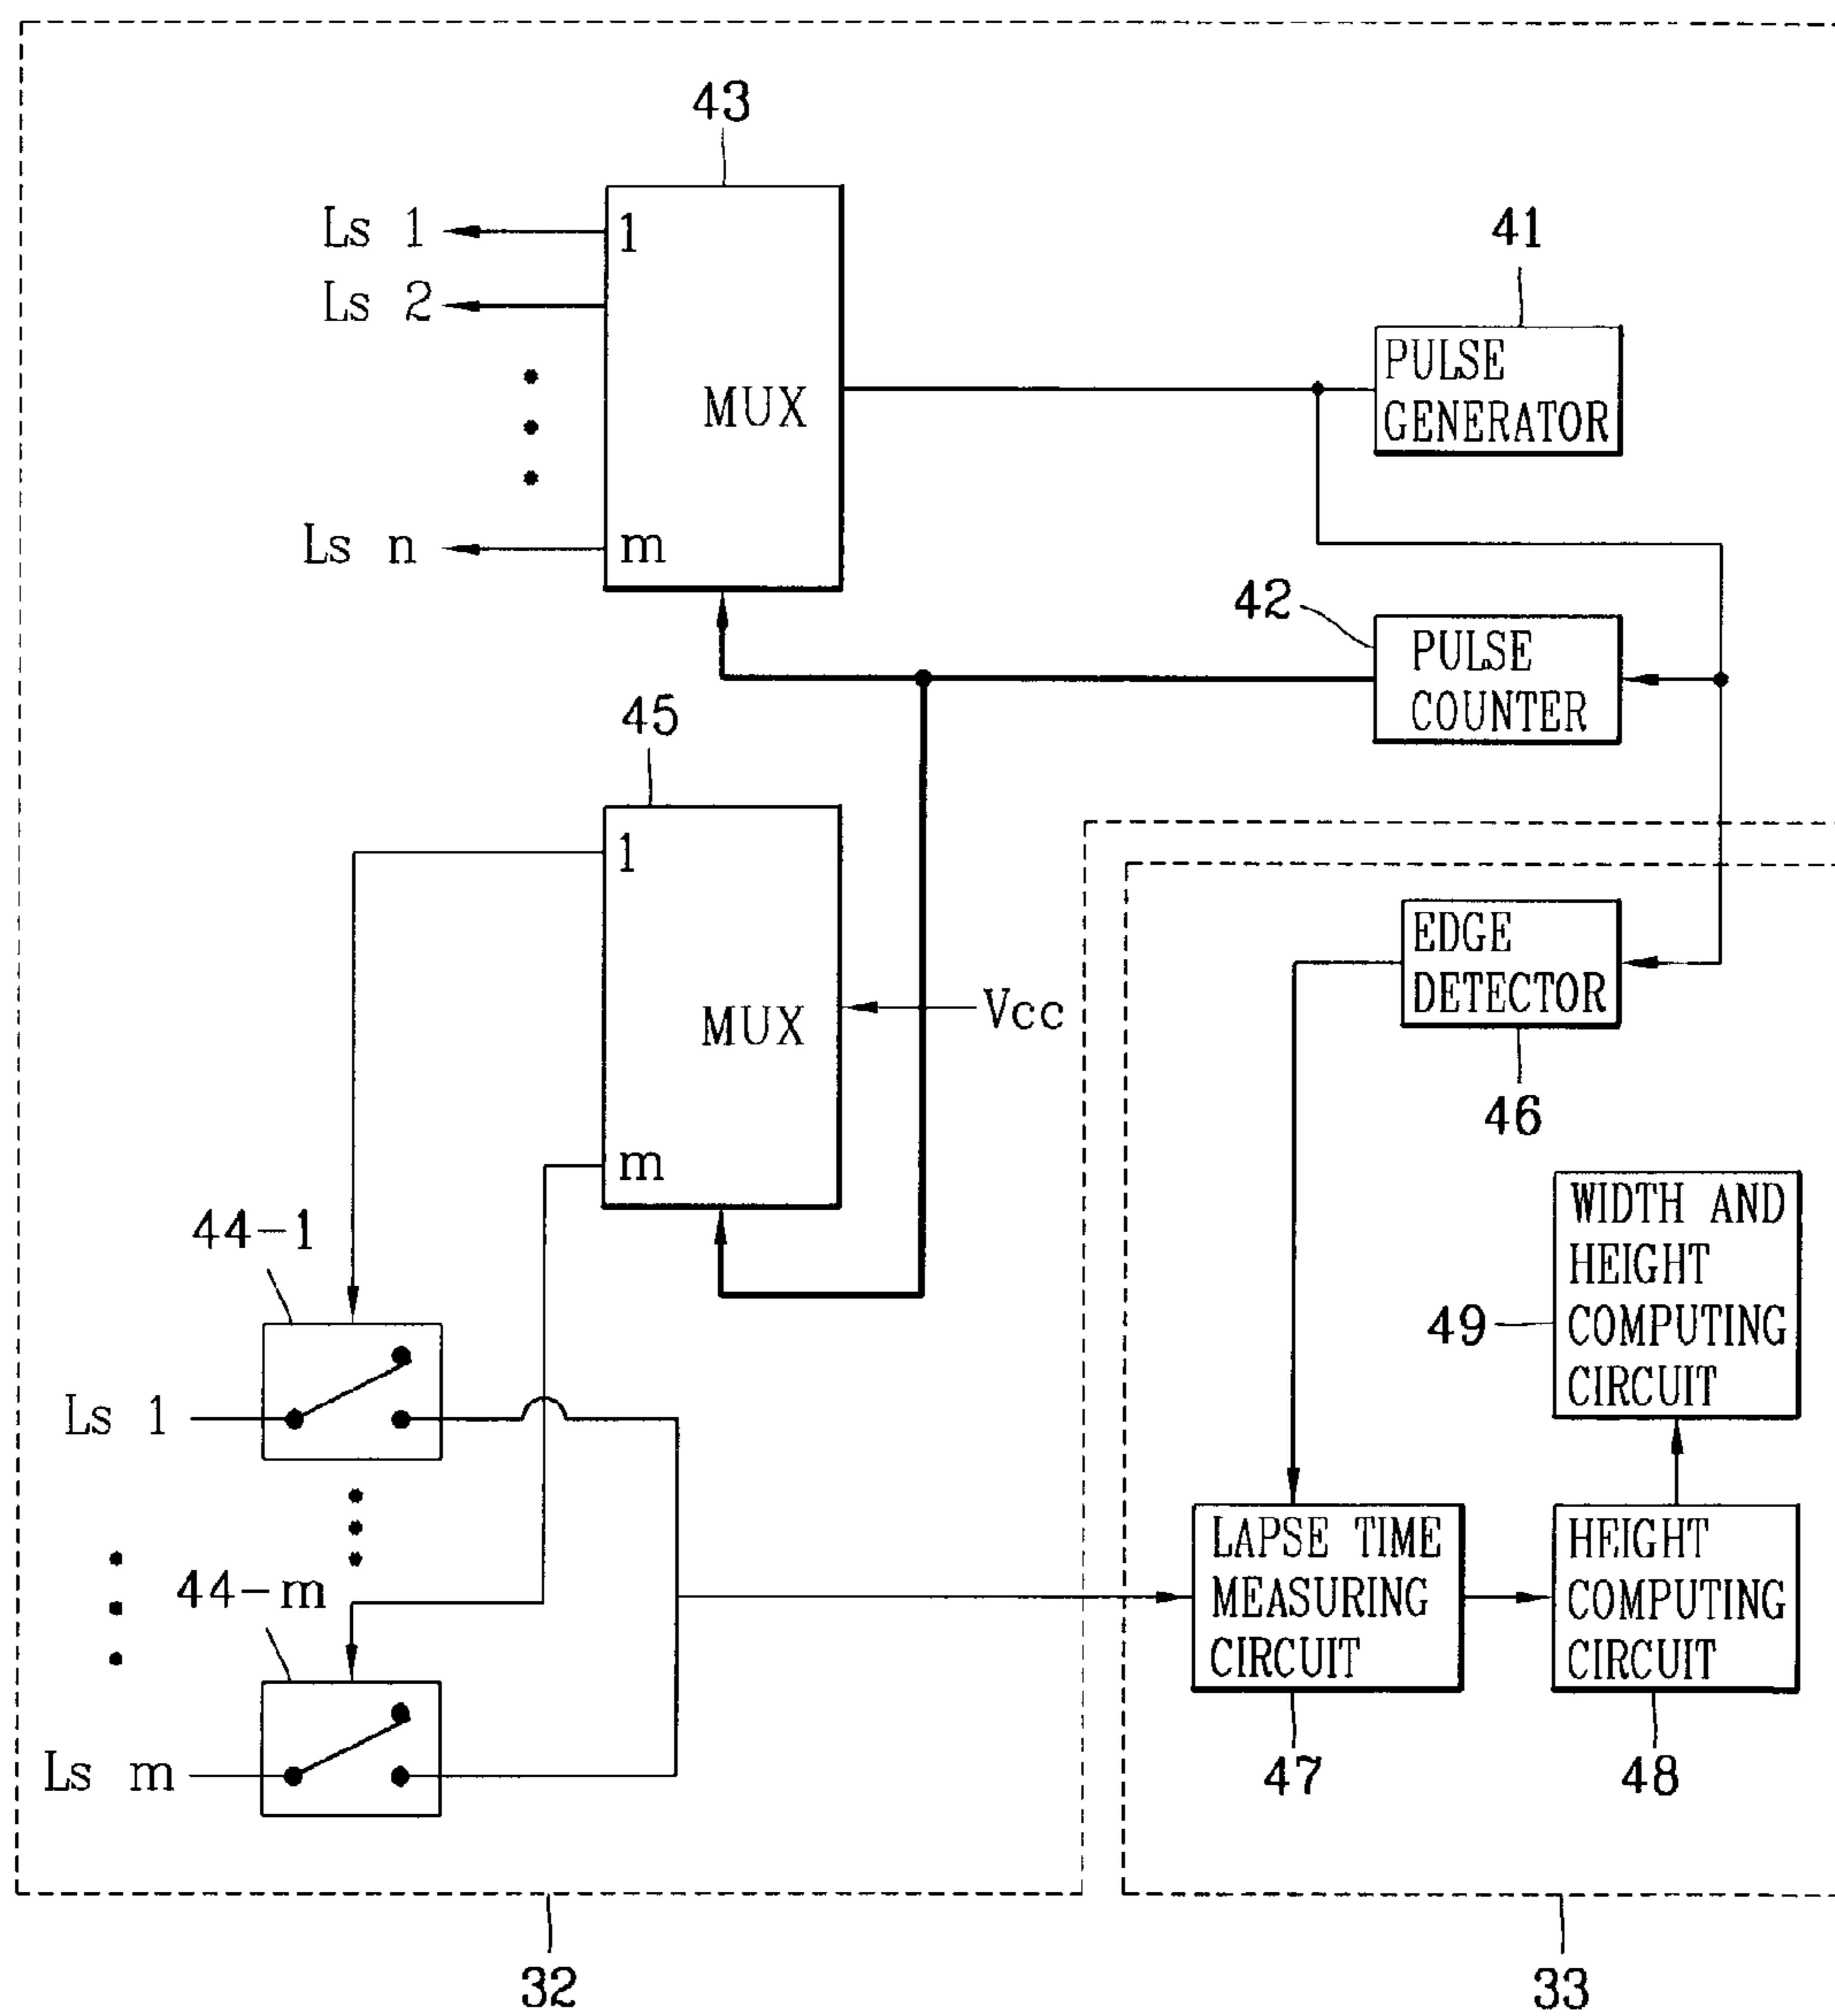 43
Ls 1
1
41
Ls 2
PULSE
GENERATOR
MUX
Ls n
m
42
PULSE
COUNTER
45
1
EDGE
DETECTOR
MUX
Vcc
46
m
WIDTH AND
HEIGHT
COMPUTING
CIRCUIT
49
44-1
Ls 1
LAPSE TIME
MEASURING
CIRCUIT
HEIGHT
COMPUTING
CIRCUIT
44-m
Ls m
47
48
32
33